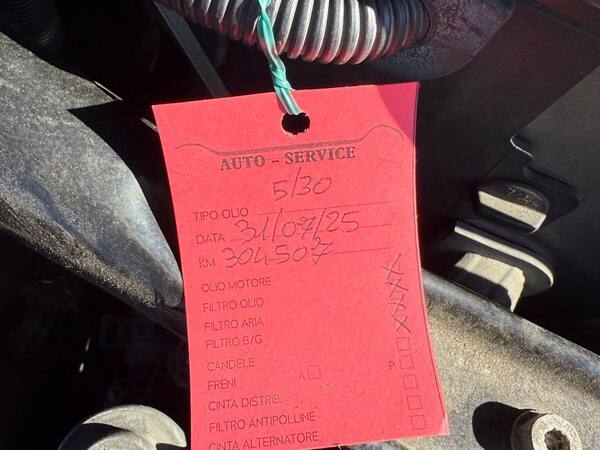 AUTO - SERVICE
TIPO OLIO 5/30
DATA 31/07/25
KM 304507
OLIO MOTORE X
FILTRO OLIO X
FILTRO ARIA X
FILTRO B/G X
CANDELE
FRENI A P
CINTA DISTRIB.
FILTRO ANTIPOLLINE
CINTA ALTERNATORE